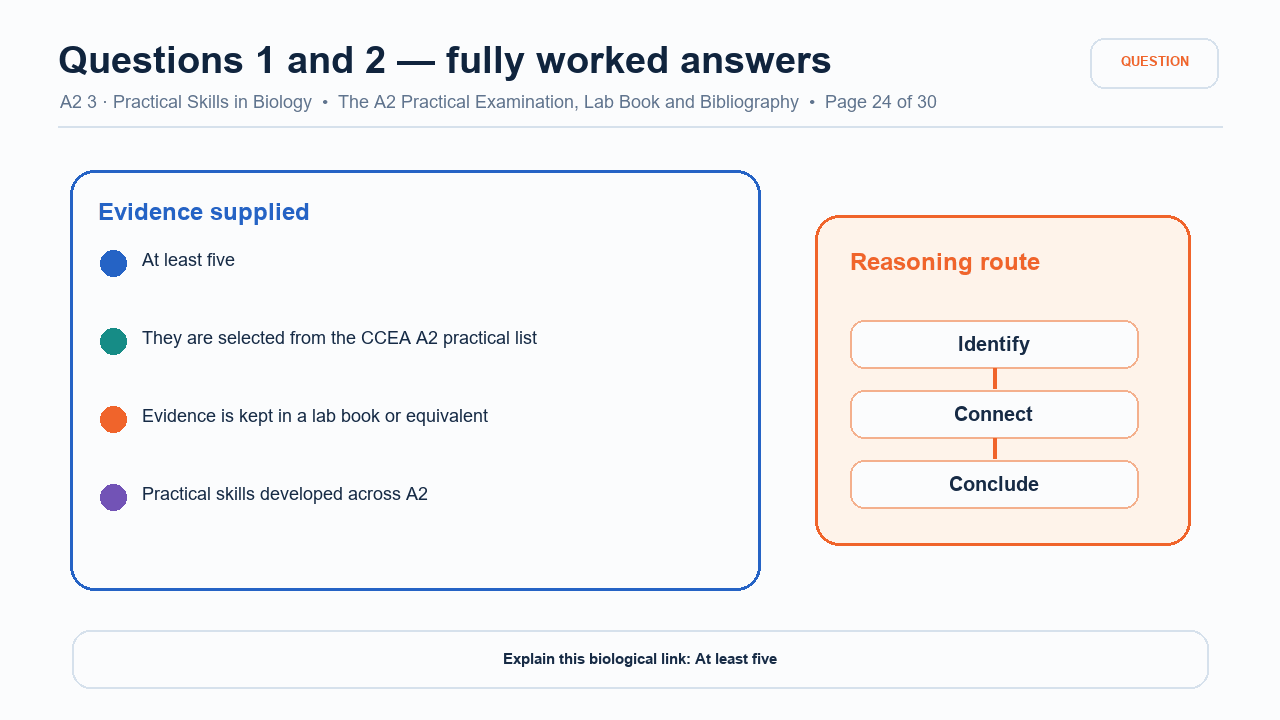 Questions 1 and 2 — fully worked answers
QUESTION
A2 3 · Practical Skills in Biology • The A2 Practical Examination, Lab Book and Bibliography • Page 24 of 30
Evidence supplied
At least five
They are selected from the CCEA A2 practical list
Evidence is kept in a lab book or equivalent
Practical skills developed across A2
Reasoning route
Identify
Connect
Conclude
Explain this biological link: At least five